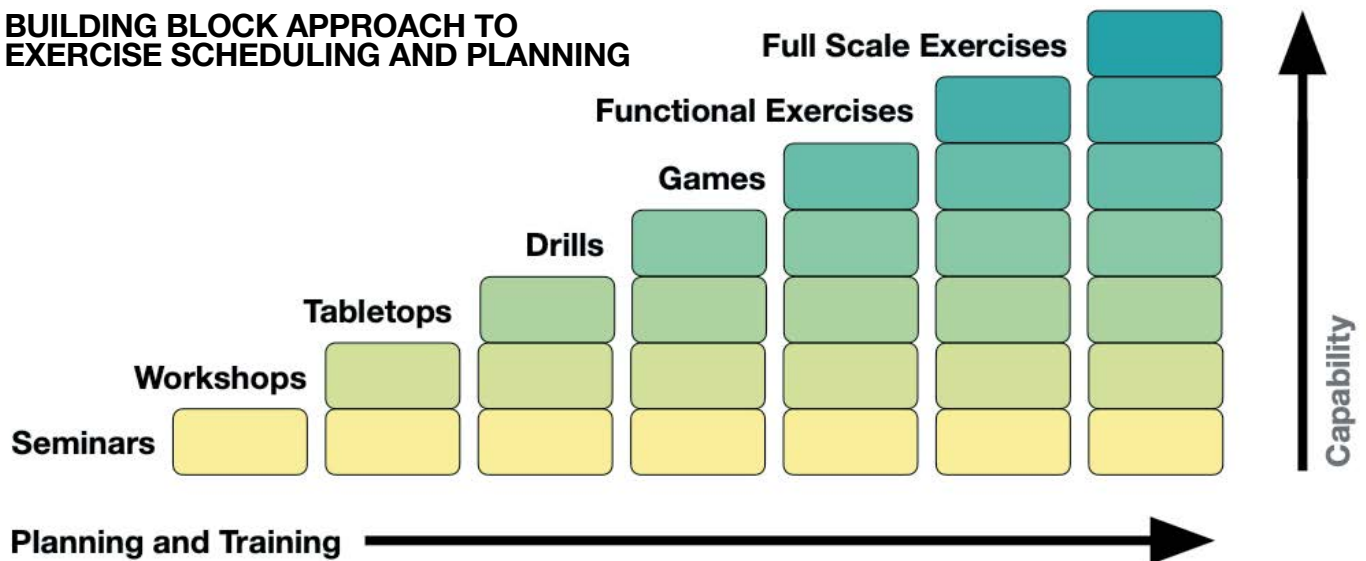 BUILDING BLOCK APPROACH TO
EXERCISE SCHEDULING AND PLANNING
Full Scale Exercises
Functional Exercises
Games
Drills
Tabletops
Workshops
Seminars
Capability
Planning and Training